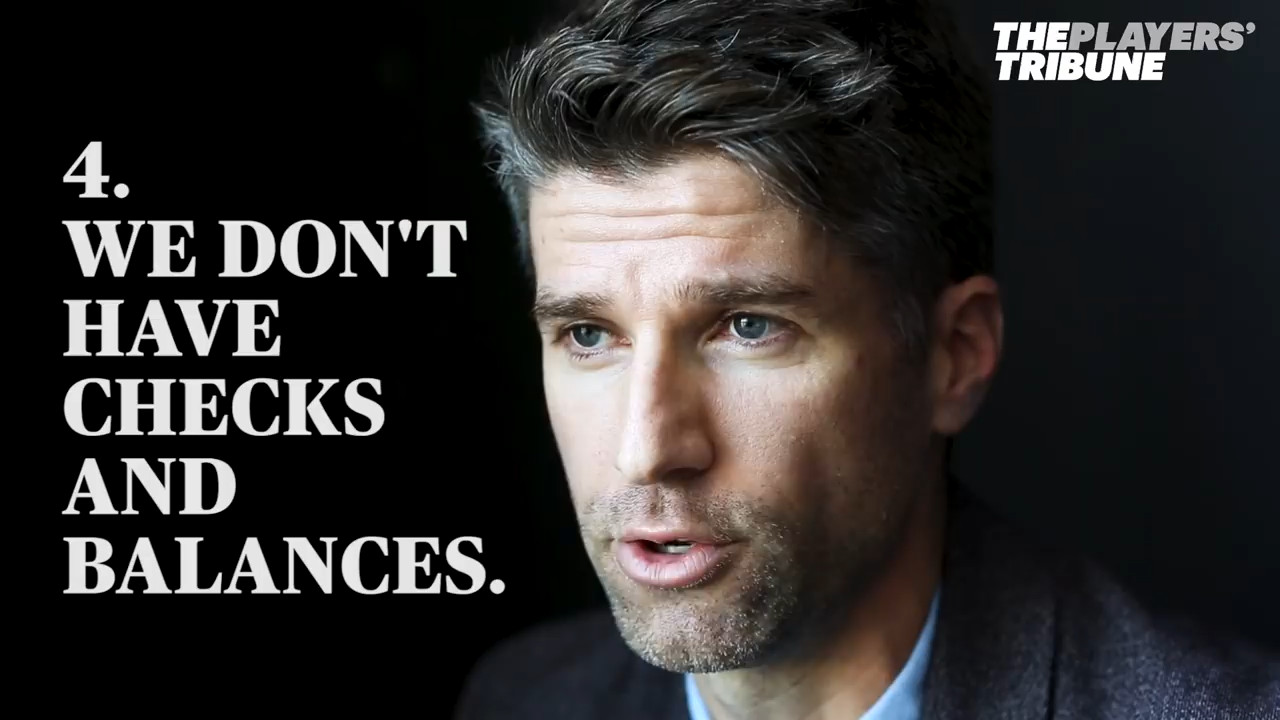 THE PLAYERS'
TRIBUNE
4.
WE DON'T
HAVE
CHECKS
AND
BALANCES.